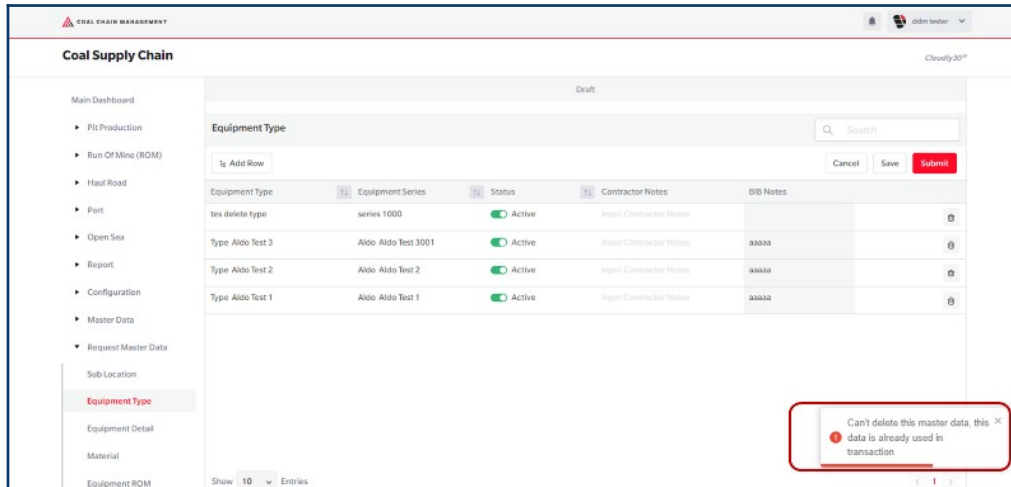 COAL CHAIN MANAGEMENT
ddm tester
Coal Supply Chain
Cloudly30°
Main Dashboard
Pit Production
Run Of Mine (ROM)
Haul Road
Port
Open Sea
Report
Configuration
Master Data
Request Master Data
Sub Location
Equipment Type
Equipment Detail
Material
Equipment ROM
Draft
Equipment Type
Search
Add Row
Cancel Save Submit
Equipment Type Equipment Series Status Contractor Notes BIB Notes
tes delete type series 1000 Active Input Contractor Notes
Type Aldo Test 3 Aldo Aldo Test 3001 Active Input Contractor Notes aaaaa
Type Aldo Test 2 Aldo Aldo Test 2 Active Input Contractor Notes aaaaa
Type Aldo Test 1 Aldo Aldo Test 1 Active Input Contractor Notes aaaaa
Can't delete this master data, this
data is already used in
transaction
Show 10 Entries
1